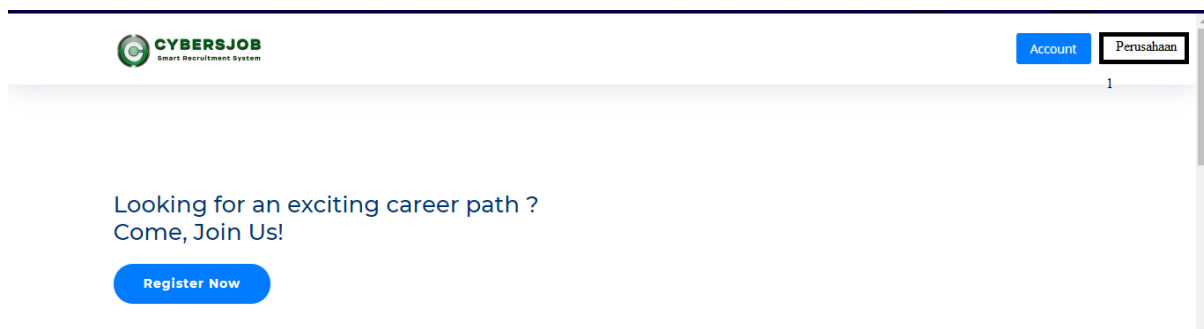 CYBERSJOB
Smart Recruitment System
Account
Perusahaan
1
Looking for an exciting career path ?
Come, Join Us!
Register Now